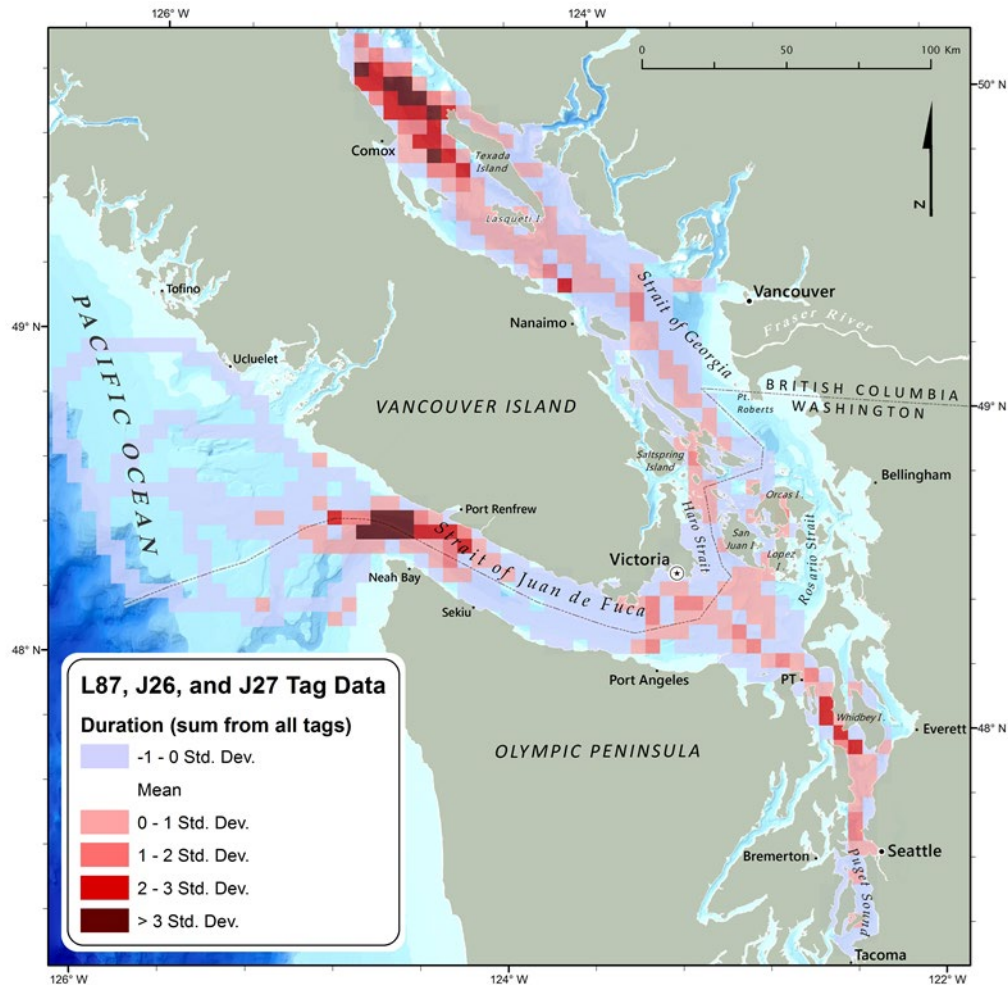 126° W
124° W
0
50
100 Km
50° N
N
Comox
Texada
Island
Lasqueti I.
Tofino
Strait of Georgia
Vancouver
Fraser River
49° N
Nanaimo
Ucluelet
PACIFIC OCEAN
VANCOUVER ISLAND
BRITISH COLUMBIA
WASHINGTON
Pt.
Roberts
49° N
Saltspring
Island
Bellingham
Orcas I.
Haro Strait
San
Juan I.
Lopez
I.
Rosario Strait
Port Renfrew
Strait of Juan de Fuca
Victoria
Neah Bay
Sekiu
48° N
Port Angeles
PT
Whidbey I.
Everett
48° N
OLYMPIC PENINSULA
L87, J26, and J27 Tag Data
Duration (sum from all tags)
-1 - 0 Std. Dev.
Mean
0 - 1 Std. Dev.
1 - 2 Std. Dev.
2 - 3 Std. Dev.
> 3 Std. Dev.
Bremerton
Seattle
Puget Sound
Tacoma
126° W
124° W
122° W